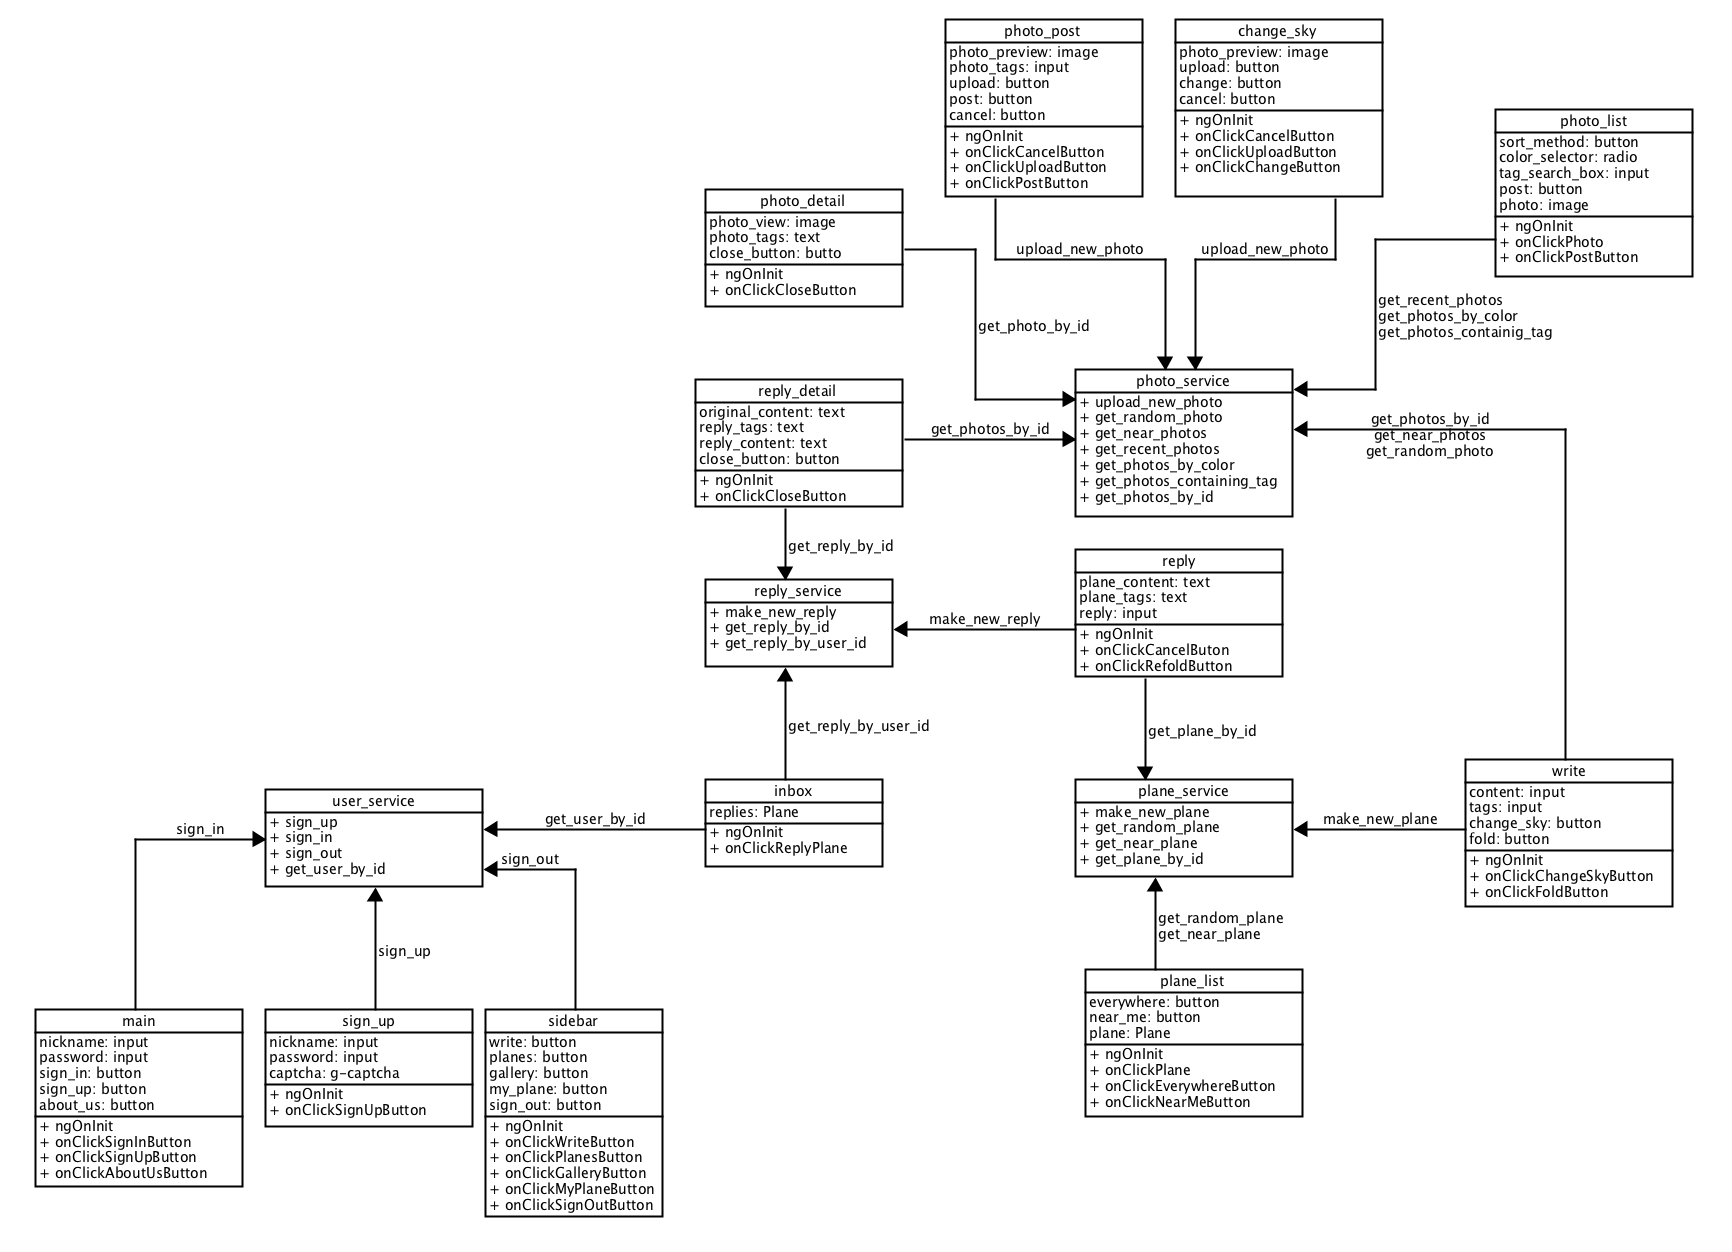 photo_post
photo_preview: image
photo_tags: input
upload: button
post: button
cancel: button
+ ngOnInit
+ onClickCancelButton
+ onClickUploadButton
+ onClickPostButton
change_sky
photo_preview: image
upload: button
change: button
cancel: button
+ ngOnInit
+ onClickCancelButton
+ onClickUploadButton
+ onClickChangeButton
photo_list
sort_method: button
color_selector: radio
tag_search_box: input
post: button
photo: image
+ ngOnInit
+ onClickPhoto
+ onClickPostButton
photo_detail
photo_view: image
photo_tags: text
close_button: butto
+ ngOnInit
+ onClickCloseButton
upload_new_photo
upload_new_photo
get_recent_photos
get_photos_by_color
get_photos_containig_tag
get_photo_by_id
reply_detail
original_content: text
reply_tags: text
reply_content: text
close_button: button
+ ngOnInit
+ onClickCloseButton
get_photos_by_id
photo_service
+ upload_new_photo
+ get_random_photo
+ get_near_photos
+ get_recent_photos
+ get_photos_by_color
+ get_photos_containing_tag
+ get_photos_by_id
get_photos_by_id
get_near_photos
get_random_photo
get_reply_by_id
reply_service
+ make_new_reply
+ get_reply_by_id
+ get_reply_by_user_id
make_new_reply
reply
plane_content: text
plane_tags: text
reply: input
+ ngOnInit
+ onClickCancelButon
+ onClickRefoldButton
get_reply_by_user_id
get_plane_by_id
user_service
+ sign_up
+ sign_in
+ sign_out
+ get_user_by_id
sign_in
get_user_by_id
sign_out
inbox
replies: Plane
+ ngOnInit
+ onClickReplyPlane
plane_service
+ make_new_plane
+ get_random_plane
+ get_near_plane
+ get_plane_by_id
make_new_plane
write
content: input
tags: input
change_sky: button
fold: button
+ ngOnInit
+ onClickChangeSkyButton
+ onClickFoldButton
sign_up
get_random_plane
get_near_plane
main
nickname: input
password: input
sign_in: button
sign_up: button
about_us: button
+ ngOnInit
+ onClickSignInButton
+ onClickSignUpButton
+ onClickAboutUsButton
sign_up
nickname: input
password: input
captcha: g-captcha
+ ngOnInit
+ onClickSignUpButton
sidebar
write: button
planes: button
gallery: button
my_plane: button
sign_out: button
+ ngOnInit
+ onClickWriteButton
+ onClickPlanesButton
+ onClickGalleryButton
+ onClickMyPlaneButton
+ onClickSignOutButton
plane_list
everywhere: button
near_me: button
plane: Plane
+ ngOnInit
+ onClickPlane
+ onClickEverywhereButton
+ onClickNearMeButton